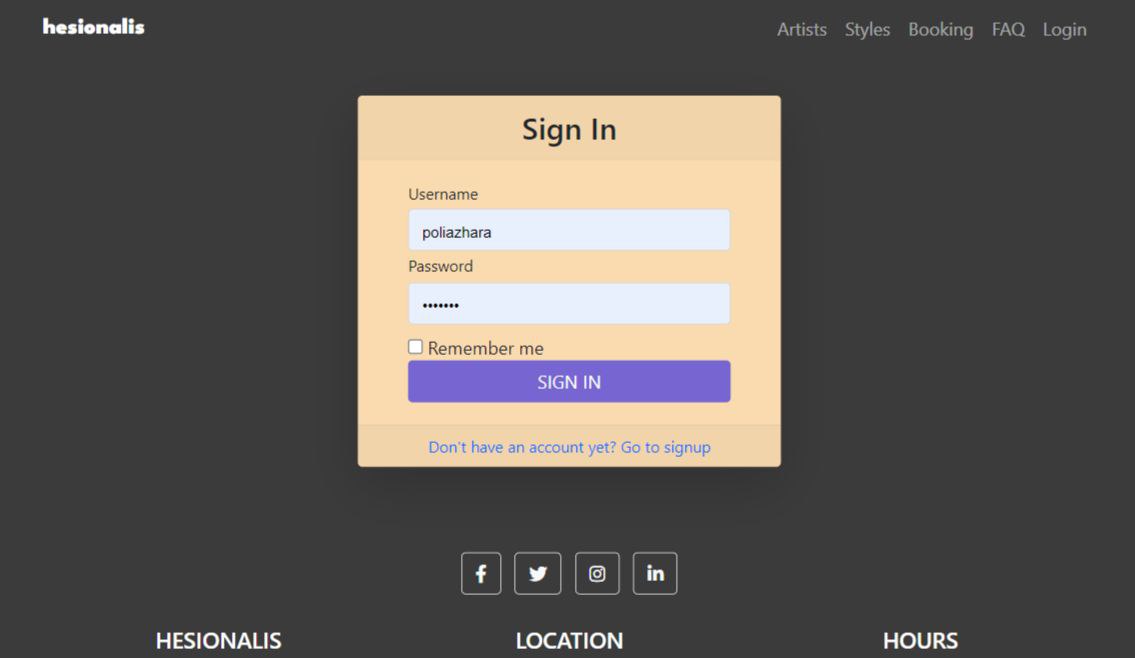 hesionalis
Artists Styles Booking FAQ Login
Sign In
Username
poliazhara
Password
•••••••
Remember me
SIGN IN
Don't have an account yet? Go to signup
HESIONALIS LOCATION HOURS